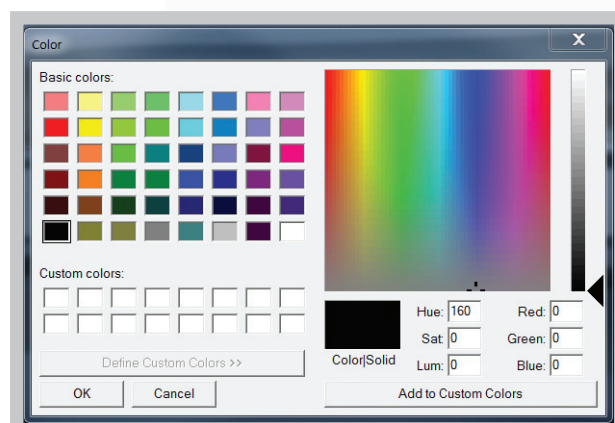 Color
X
Basic colors:
Custom colors:
Define Custom Colors >>
OK
Cancel
Color|Solid
Hue: 160
Sat: 0
Lum: 0
Red: 0
Green: 0
Blue: 0
Add to Custom Colors